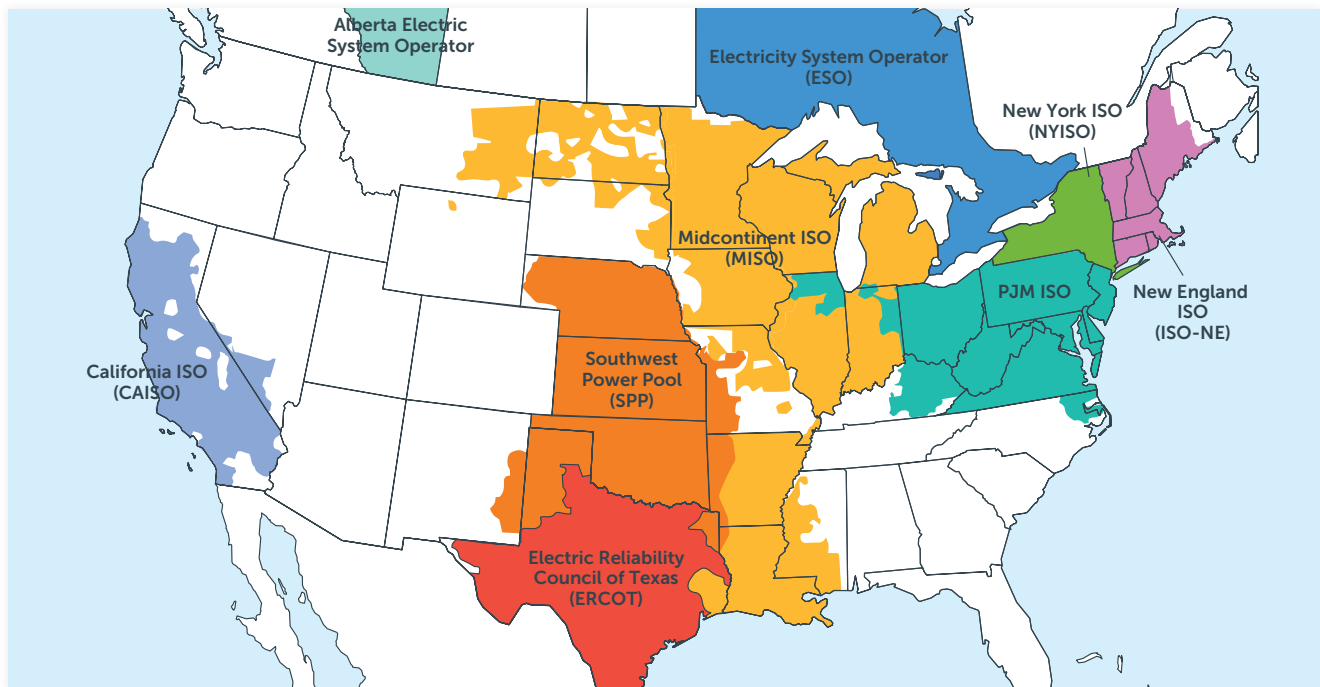 Alberta Electric
System Operator
Electricity System Operator
(ESO)
New York ISO
(NYISO)
Midcontinent ISO
(MISO)
PJM ISO
New England
ISO
(ISO-NE)
California ISO
(CAISO)
Southwest
Power Pool
(SPP)
Electric Reliability
Council of Texas
(ERCOT)